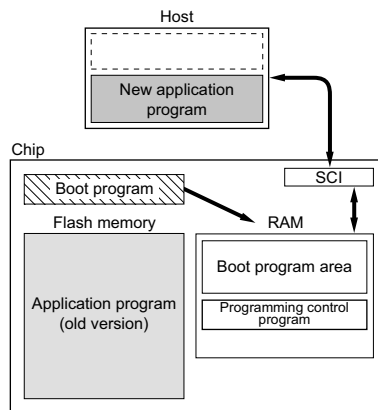 Host
New application
program
Chip
SCI
Boot program
Flash memory
RAM
Application program
(old version)
Boot program area
Programming control
program